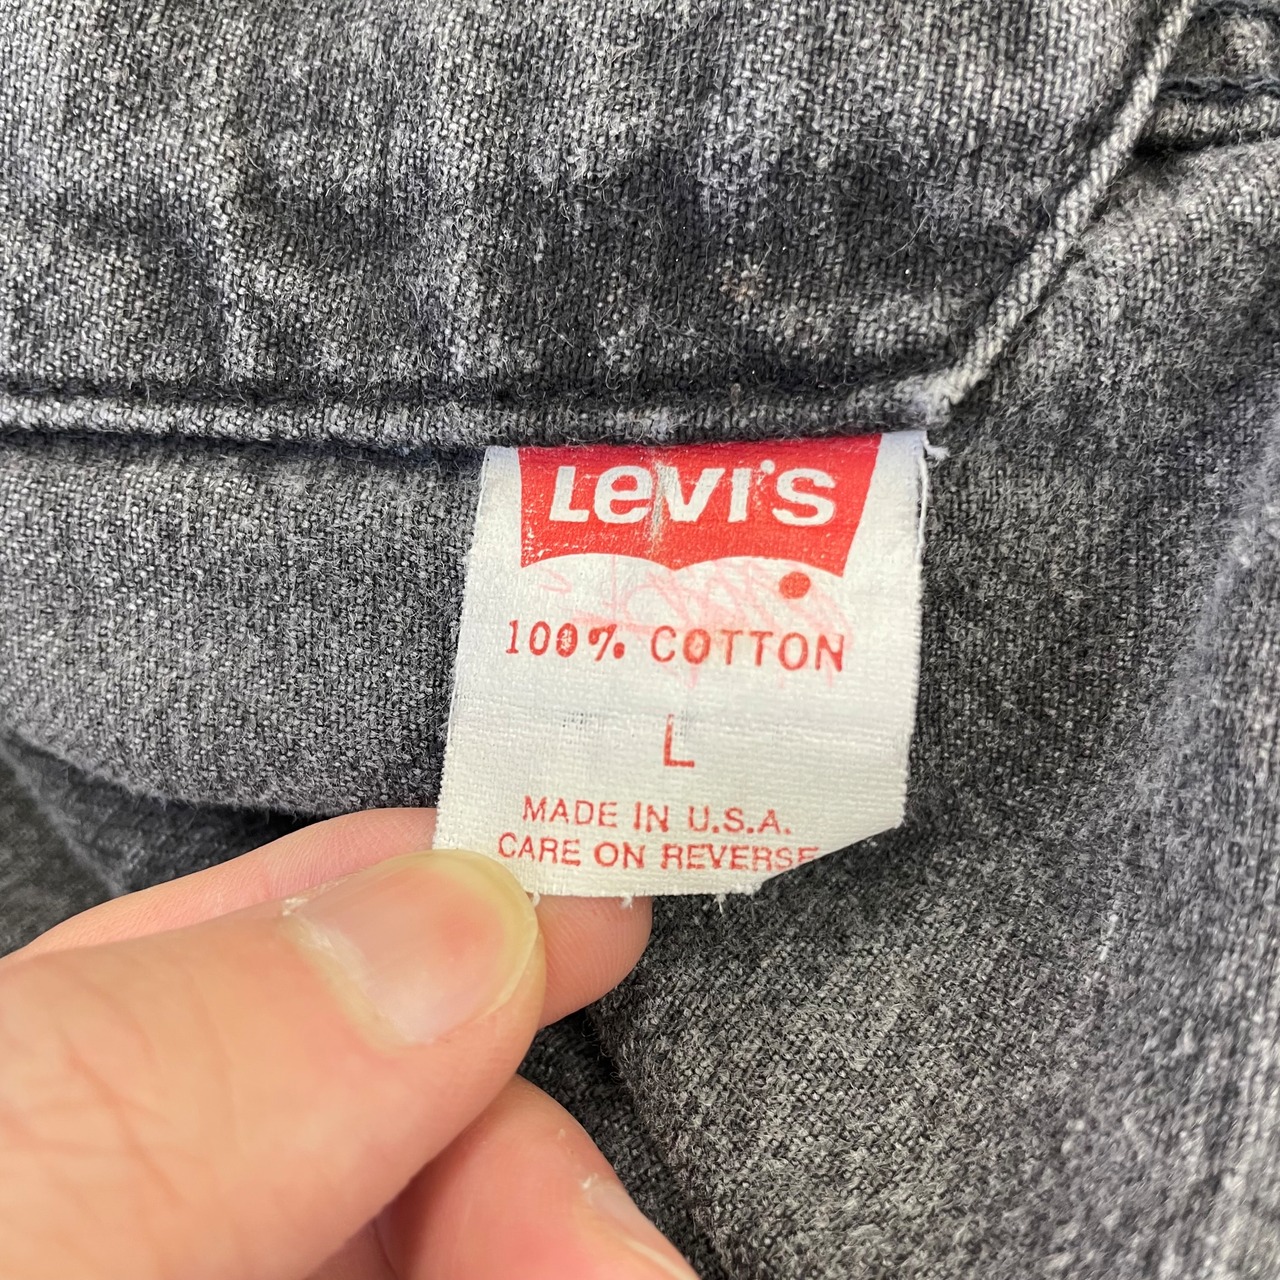 Levi's
100% COTTON
L
MADE IN U.S.A.
CARE ON REVERSE